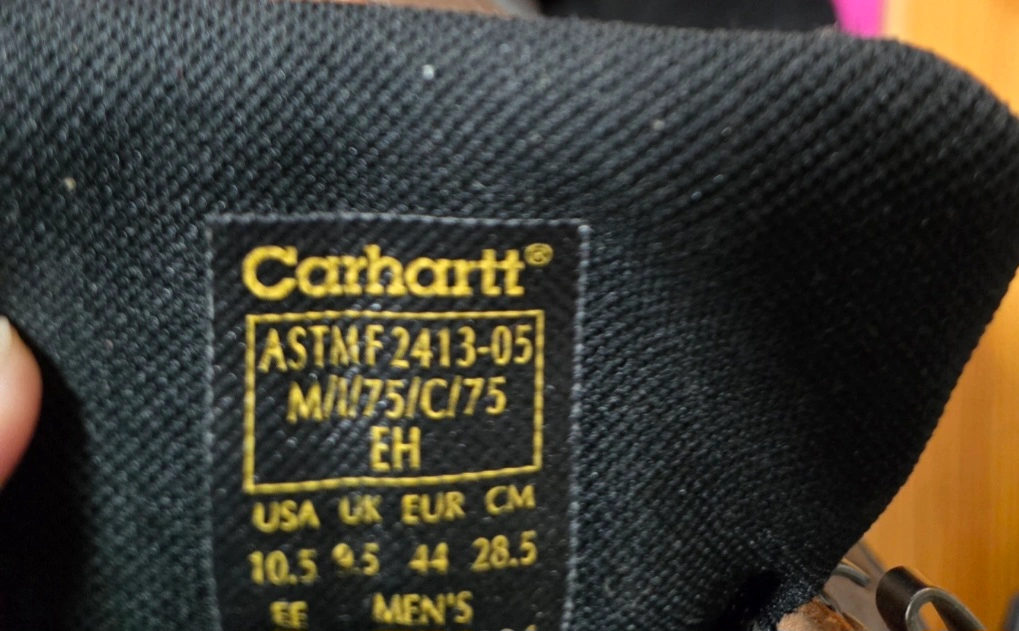 Carhartt®
ASTM F 2413-05
M/I/75/C/75
EH
USA UK EUR CM
10.5 9.5 44 28.5
EE MEN'S